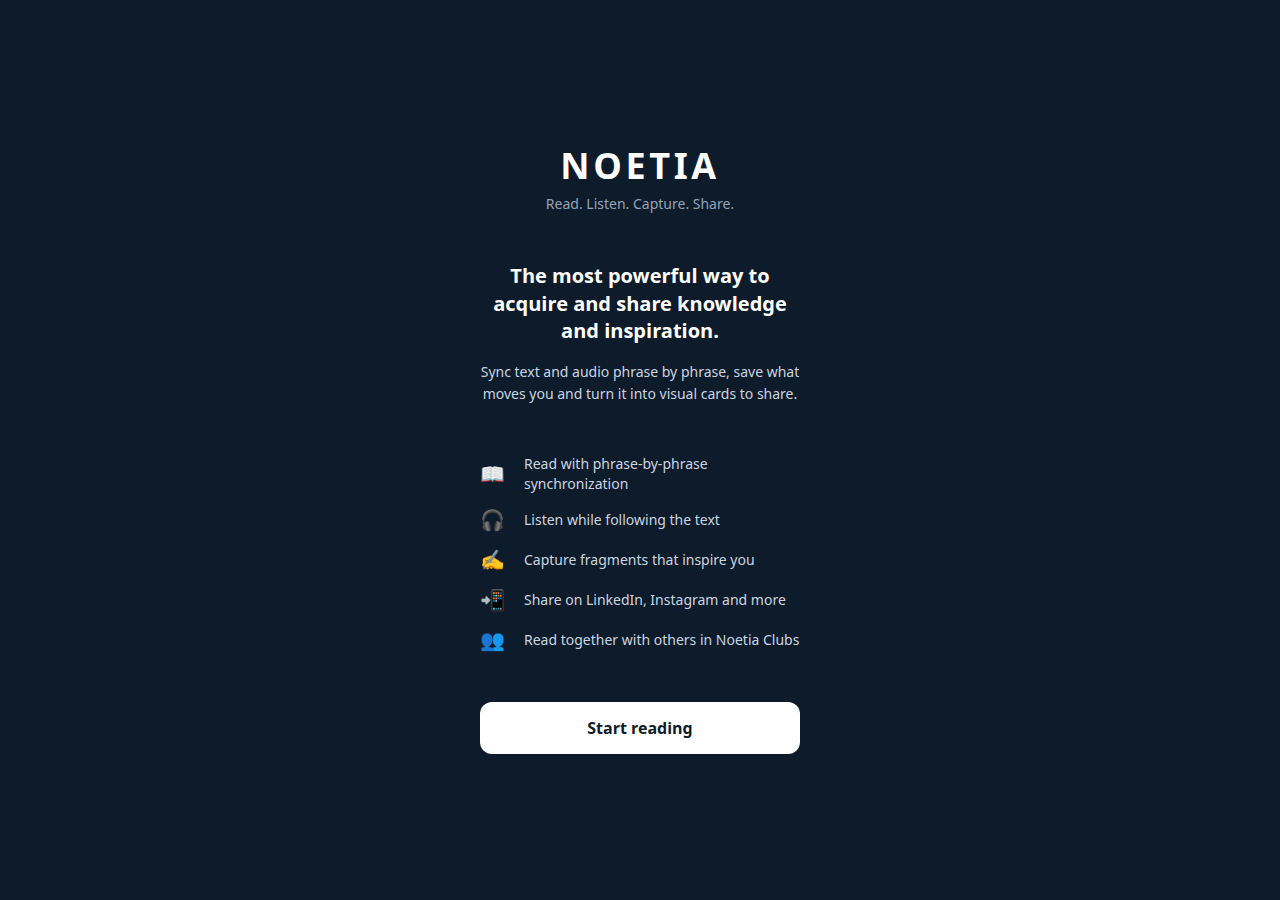 NOETIA
Read. Listen. Capture. Share.
The most powerful way to
acquire and share knowledge
and inspiration.
Sync text and audio phrase by phrase, save what
moves you and turn it into visual cards to share.
Read with phrase-by-phrase
synchronization
Listen while following the text
Capture fragments that inspire you
Share on LinkedIn, Instagram and more
Read together with others in Noetia Clubs
Start reading